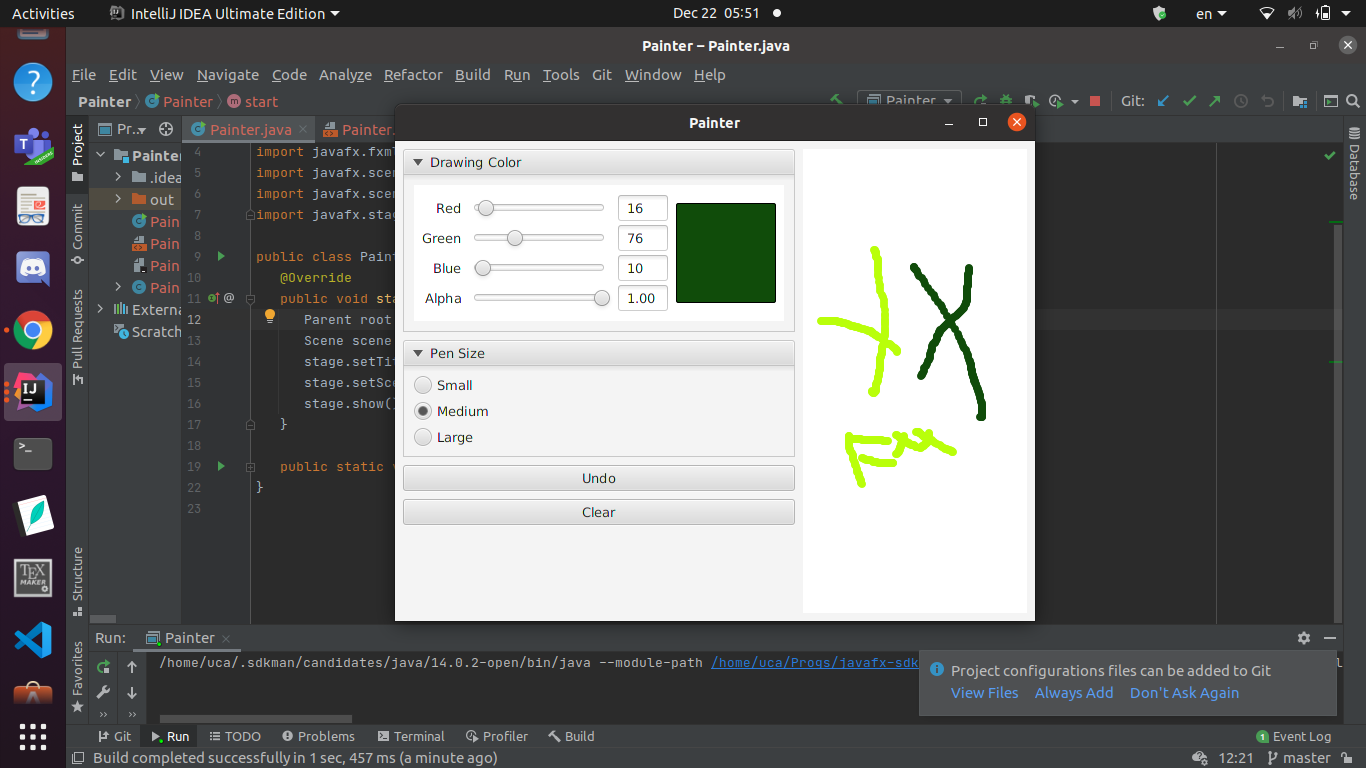 Activities IntelliJ IDEA Ultimate Edition Dec 22 05:51 en
Painter – Painter.java
File Edit View Navigate Code Analyze Refactor Build Run Tools Git Window Help
Painter Painter start Painter Git:
Project
Commit
Pull Requests
Structure
Favorites
Pr...
Painter
.idea
out
Pain
Pain
Pain
Pain
Externa
Scratch
Painter.java Painter.
4 import javafx.fxml
5 import javafx.scen
6 import javafx.scen
7 import javafx.stag
8
9 public class Pain
10 @Override
11 public void sta
12 Parent root
13 Scene scene
14 stage.setTit
15 stage.setSce
16 stage.show()
17 }
18
19 public static v
22 }
23
Painter
Drawing Color
Red 16
Green 76
Blue 10
Alpha 1.00
Pen Size
Small
Medium
Large
Undo
Clear
Database
Run: Painter
/home/uca/.sdkman/candidates/java/14.0.2-open/bin/java --module-path /home/uca/Progs/javafx-sdk
Project configurations files can be added to Git
View Files Always Add Don't Ask Again
Git Run TODO Problems Terminal Profiler Build 1 Event Log
Build completed successfully in 1 sec, 457 ms (a minute ago) 12:21 master